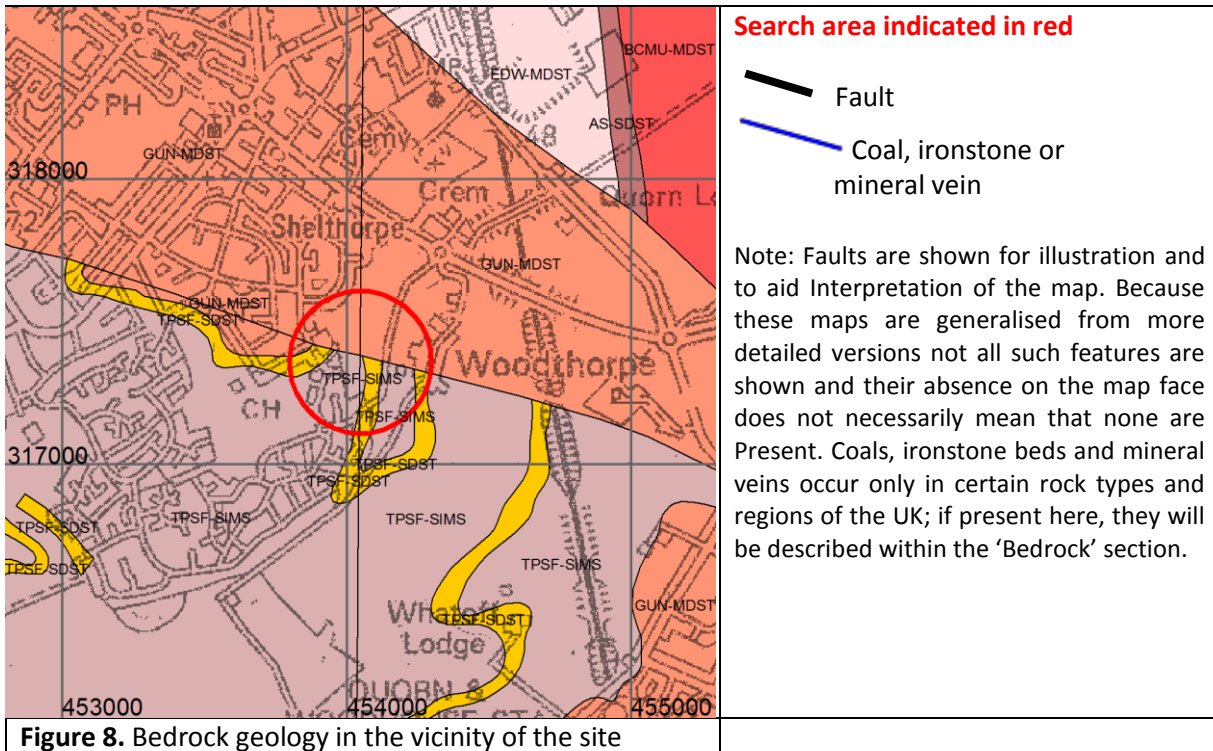 BCMU-MDST
EDW-MDST
MP
PH
48
AS-SDST
Cemy
GUN-MDST
318000
Crem
Quorn L
72
Shelthorpe
GUN-MDST
GUN-MDST
TPSF-SDST
Woodthorpe
TPSF-SIMS
CH
TPSF-SIMS
317000
TPSF-SDST
TPSF-SDST
TPSF-SIMS
TPSF-SIMS
TPSF-SDST
TPSF-SIMS
TPSF-SDST
GUN-MDST
Whatoff
TPSF-SDST
Lodge
QUORN &
453000
454000
455000
Figure 8. Bedrock geology in the vicinity of the site
Search area indicated in red
Fault
Coal, ironstone or
mineral vein
Note: Faults are shown for illustration and
to aid Interpretation of the map. Because
these maps are generalised from more
detailed versions not all such features are
shown and their absence on the map face
does not necessarily mean that none are
Present. Coals, ironstone beds and mineral
veins occur only in certain rock types and
regions of the UK; if present here, they will
be described within the ‘Bedrock’ section.